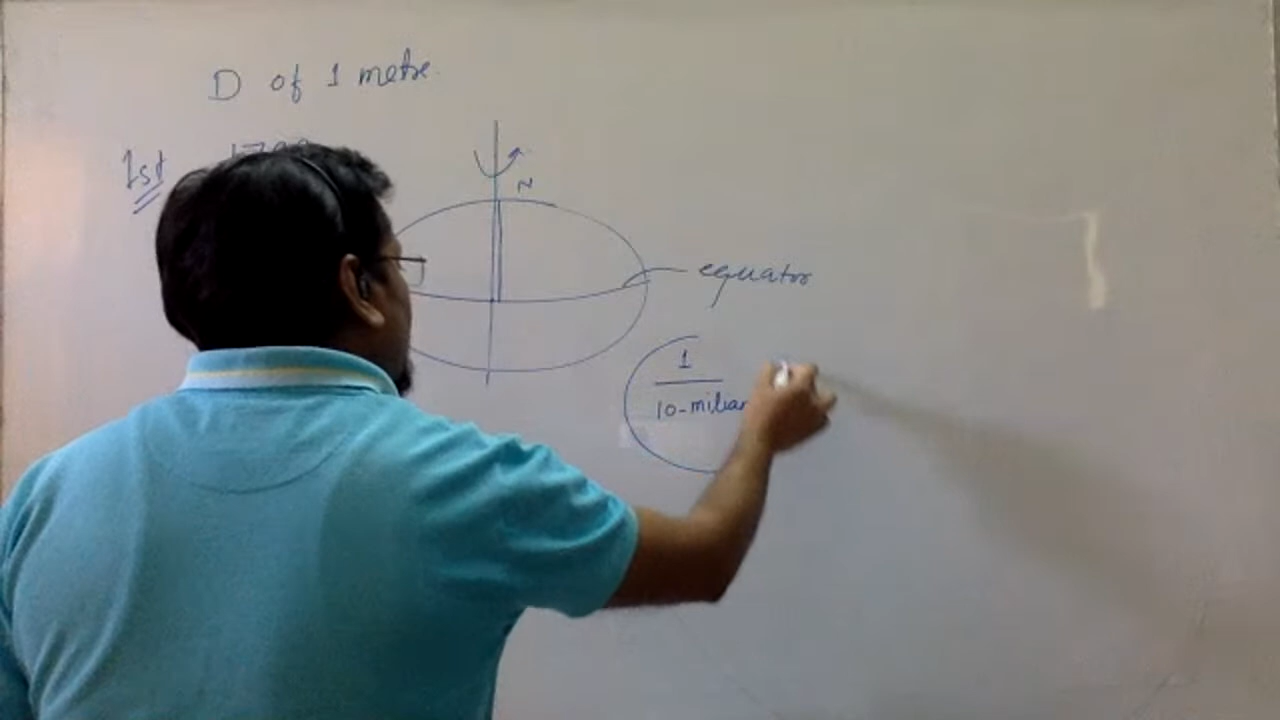 D of 1 metre.
1st
N
equator
1
10-milian